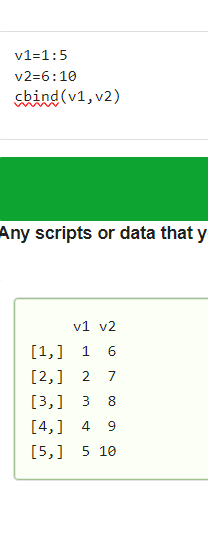 v1=1:5
v2=6:10
cbind(v1,v2)
Any scripts or data that y
v1 v2
[1,] 1 6
[2,] 2 7
[3,] 3 8
[4,] 4 9
[5,] 5 10